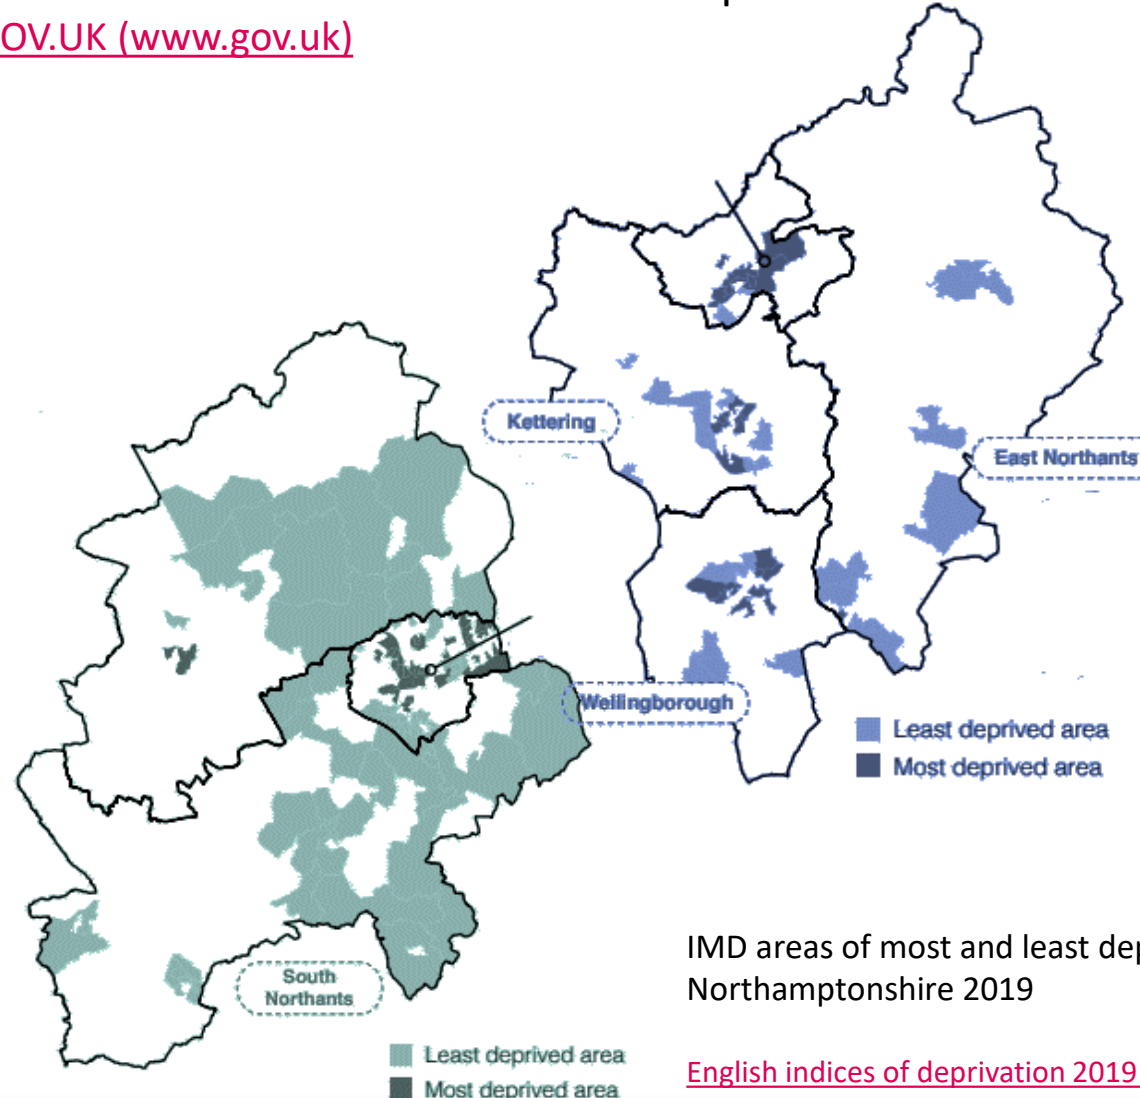 OV.UK (www.gov.uk)
Kettering
East Northants
Wellingborough
Least deprived area
Most deprived area
South
Northants
IMD areas of most and least dep
Northamptonshire 2019
Least deprived area
Most deprived area
English indices of deprivation 2019